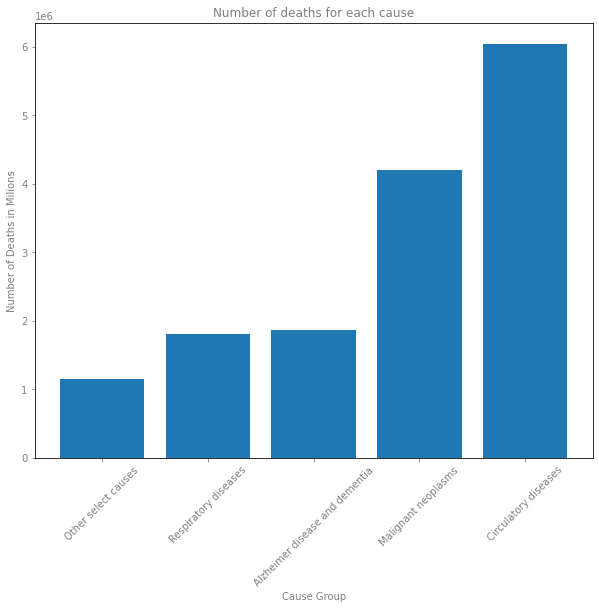 Number of deaths for each cause
1e6
6
5
4
3
2
1
0
Number of Deaths in Milions
Other select causes
Respiratory diseases
Alzheimer disease and dementia
Malignant neoplasms
Circulatory diseases
Cause Group